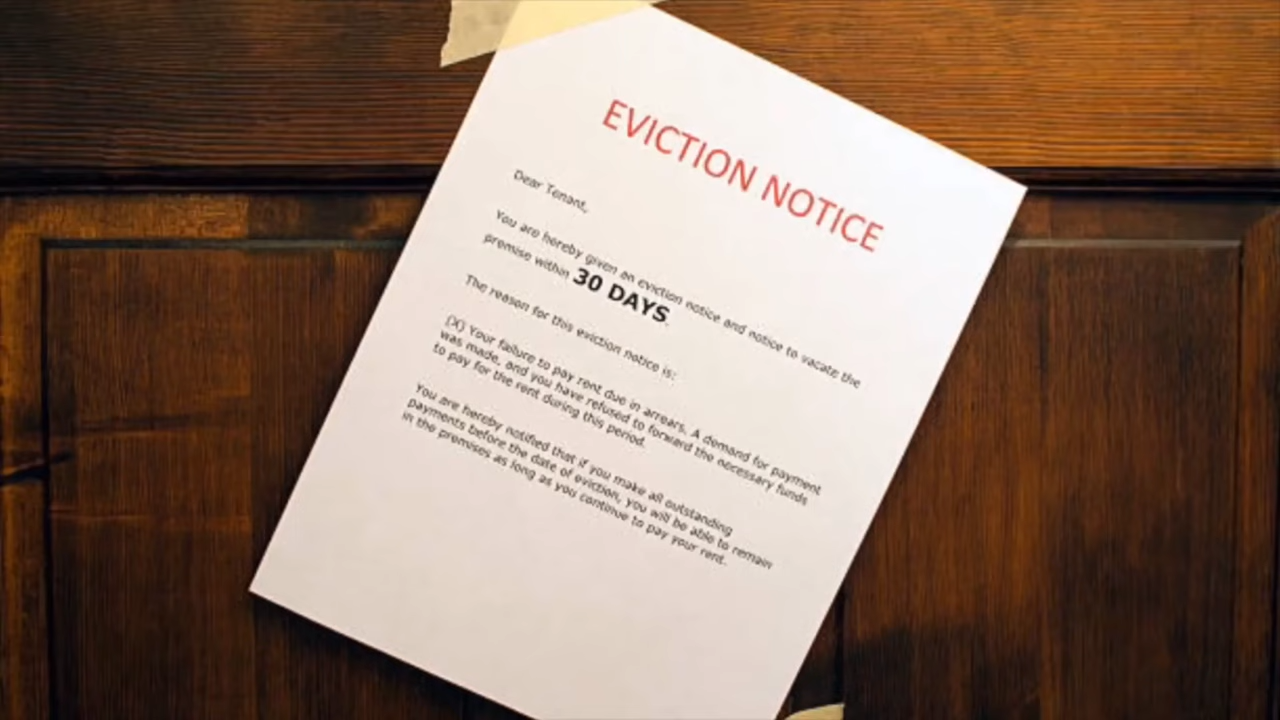 EVICTION NOTICE
Dear Tenant,
You are hereby given an eviction notice and notice to vacate the
premise within 30 DAYS.
The reason for this eviction notice is:
(X) Your failure to pay rent due in arrears. A demand for payment
was made, and you have refused to forward the necessary funds
to pay for the rent during this period.
You are hereby notified that if you make all outstanding
payments before the date of eviction, you will be able to remain
in the premises as long as you continue to pay your rent.